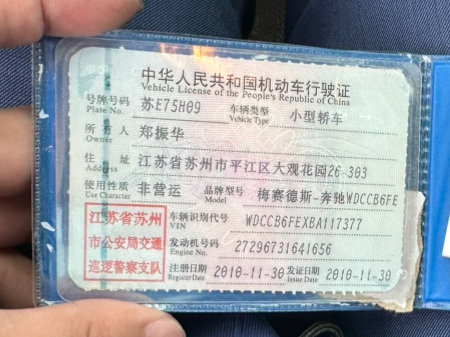 中华人民共和国机动车行驶证
Vehicle License of the People's Republic of China
号牌号码 苏E75H09 车辆类型 小型轿车
Plate No. Vehicle Type
所有人 郑振华
Owner
住址 江苏省苏州市平江区大观花园26-303
Address
使用性质 非营运 品牌型号 梅赛德斯-奔驰WDCCB6FE
Use Character Model
江苏省苏州 车辆识别代号 WDCCB6FEXBA117377
VIN
市公安局交通 发动机号码 27296731641656
Engine No.
巡逻警察支队 注册日期 2010-11-30 发证日期 2010-11-30
Register Date Issue Date